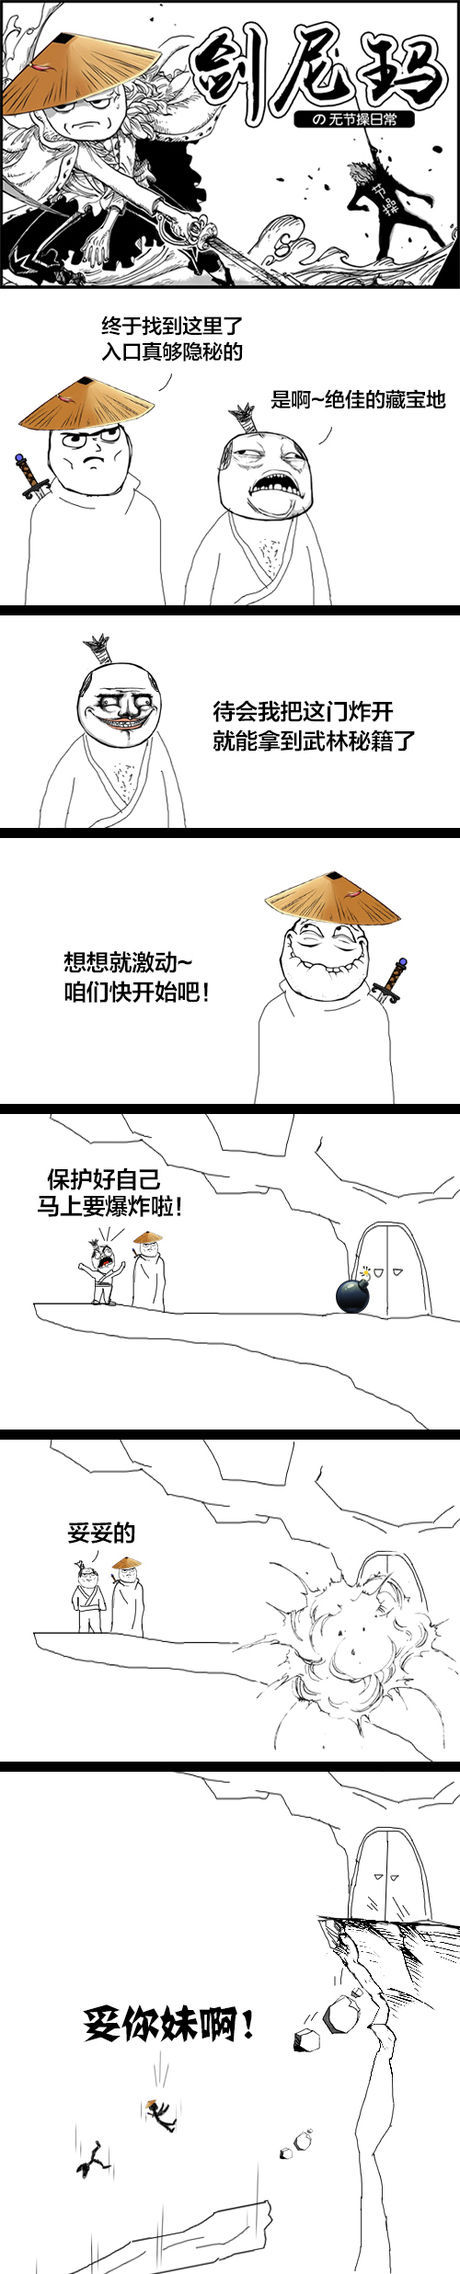 剑尼玛
の无节操日常
节操
终于找到这里了
入口真够隐秘的
是啊~绝佳的藏宝地
待会我把这门炸开
就能拿到武林秘籍了
想想就激动~
咱们快开始吧!
保护好自己
马上要爆炸啦!
妥妥的
妥你妹啊!